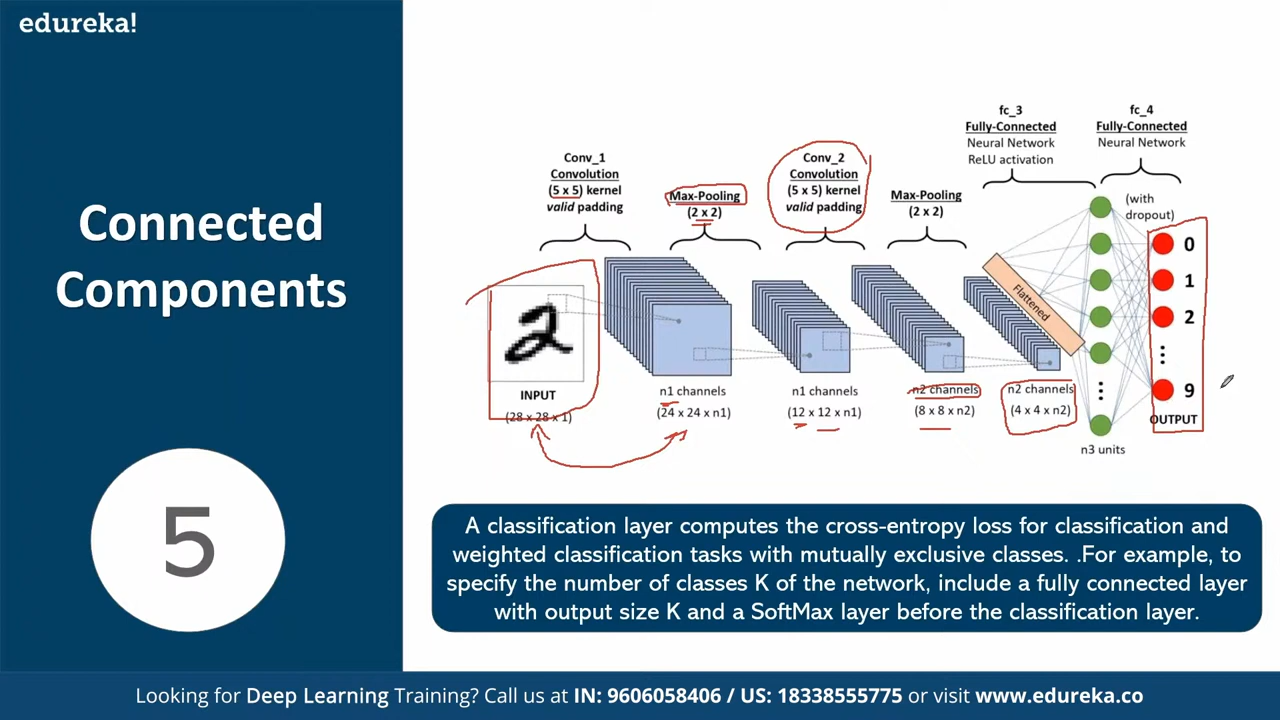 edureka!
Connected
Components
5
Conv_1
Convolution
(5 x 5) kernel
valid padding
Max-Pooling
(2 x 2)
Conv_2
Convolution
(5 x 5) kernel
valid padding
Max-Pooling
(2 x 2)
fc_3
Fully-Connected
Neural Network
ReLU activation
fc_4
Fully-Connected
Neural Network
(with
dropout)
2
Flattened
0
1
2
9
OUTPUT
INPUT
(28 x 28 x 1)
n1 channels
(24 x 24 x n1)
n1 channels
(12 x 12 x n1)
n2 channels
(8 x 8 x n2)
n2 channels
(4 x 4 x n2)
n3 units
A classification layer computes the cross-entropy loss for classification and
weighted classification tasks with mutually exclusive classes. .For example, to
specify the number of classes K of the network, include a fully connected layer
with output size K and a SoftMax layer before the classification layer.
Looking for Deep Learning Training? Call us at IN: 9606058406 / US: 18338555775 or visit www.edureka.co